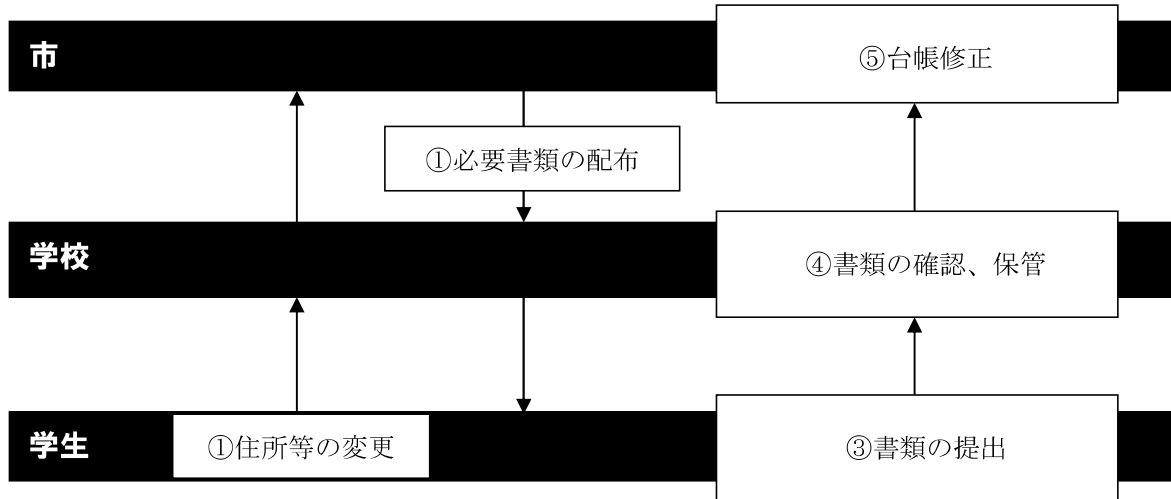 市
⑤台帳修正
①必要書類の配布
学校
④書類の確認、保管
学生
①住所等の変更
③書類の提出